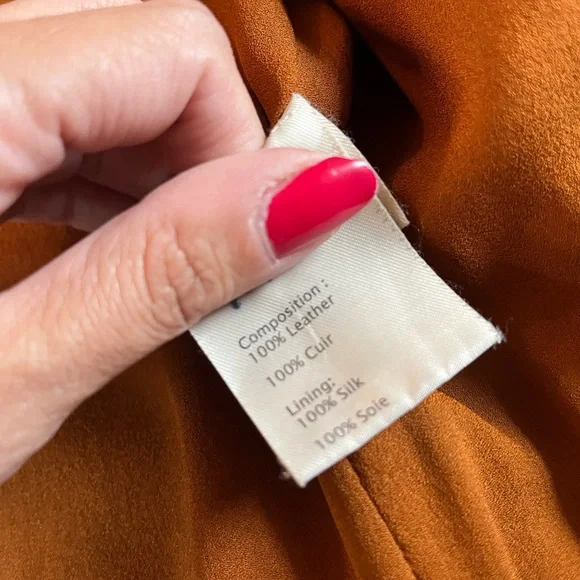 Composition :
100% Leather
100% Cuir
Lining:
100% Silk
100% Soie